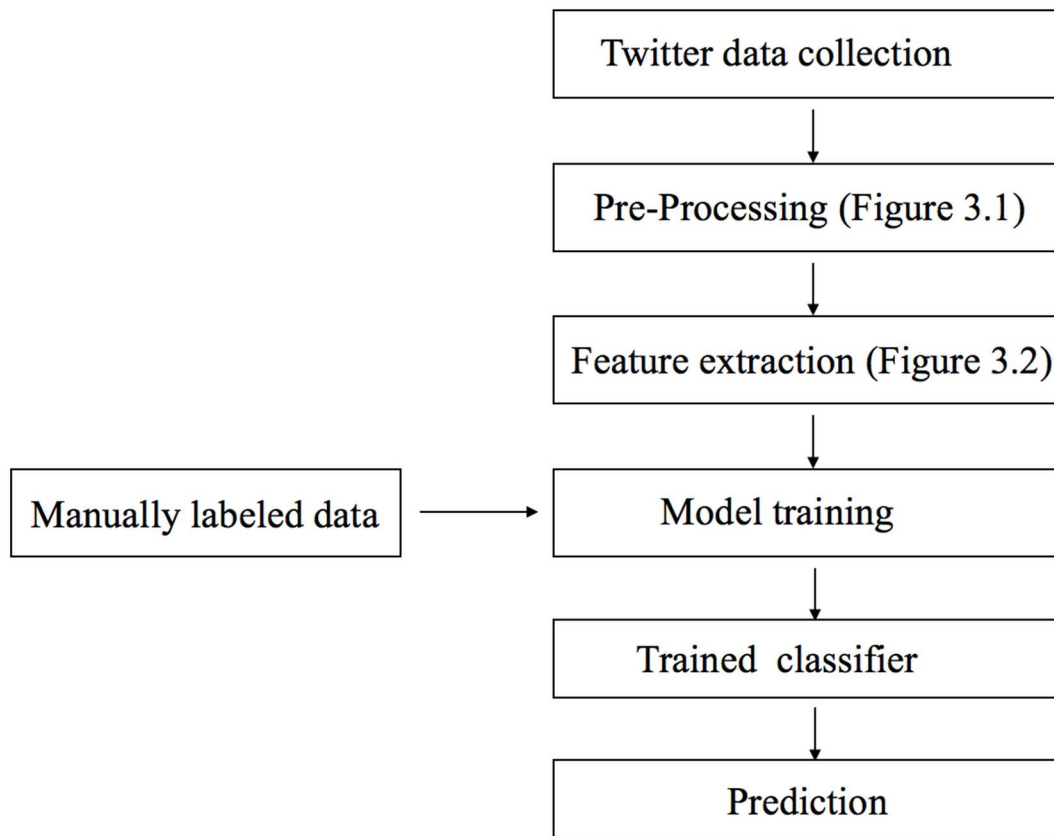 Twitter data collection
Pre-Processing (Figure 3.1)
Feature extraction (Figure 3.2)
Manually labeled data
Model training
Trained classifier
Prediction